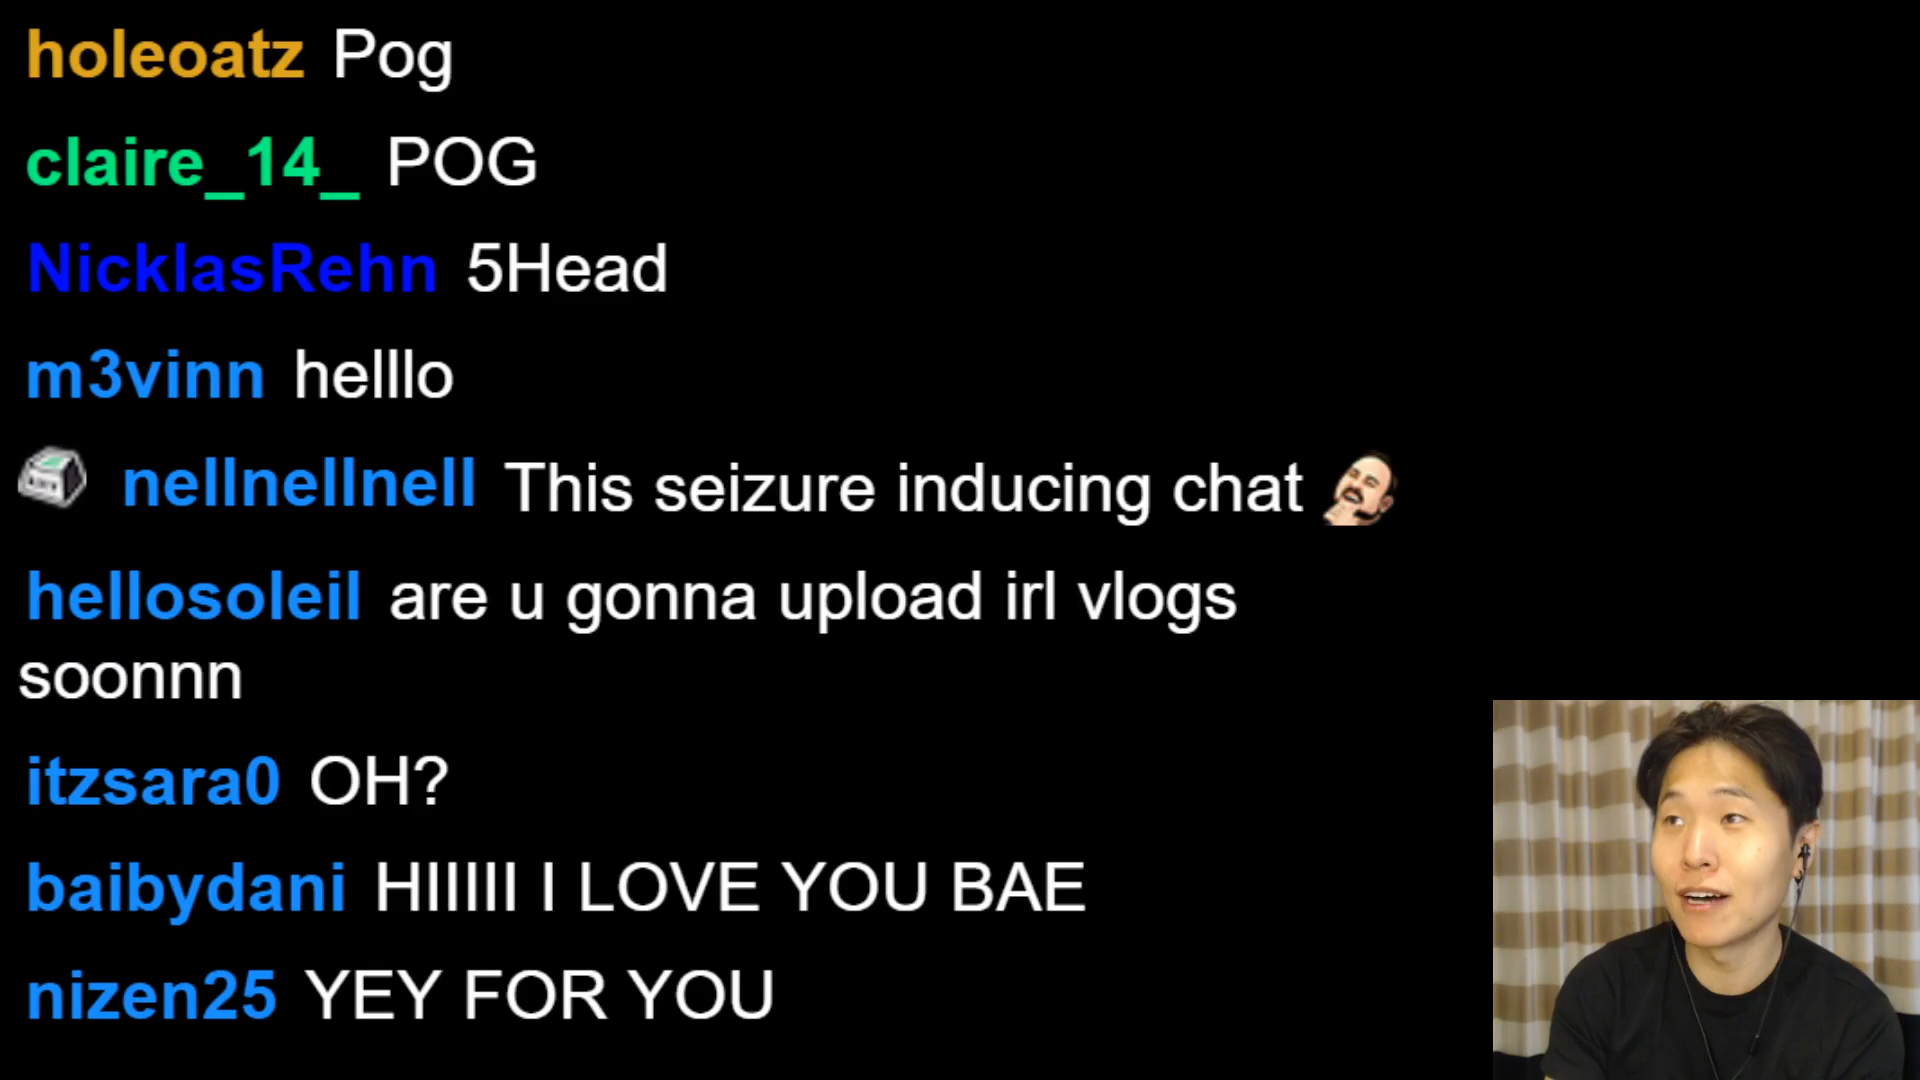 holeoatz Pog
claire_14_ POG
NicklasRehn 5Head
m3vinn helllo
nellnellnell This seizure inducing chat
hellosoleil are u gonna upload irl vlogs
soonnn
itzsara0 OH?
baibydani HIIIIII I LOVE YOU BAE
nizen25 YEY FOR YOU